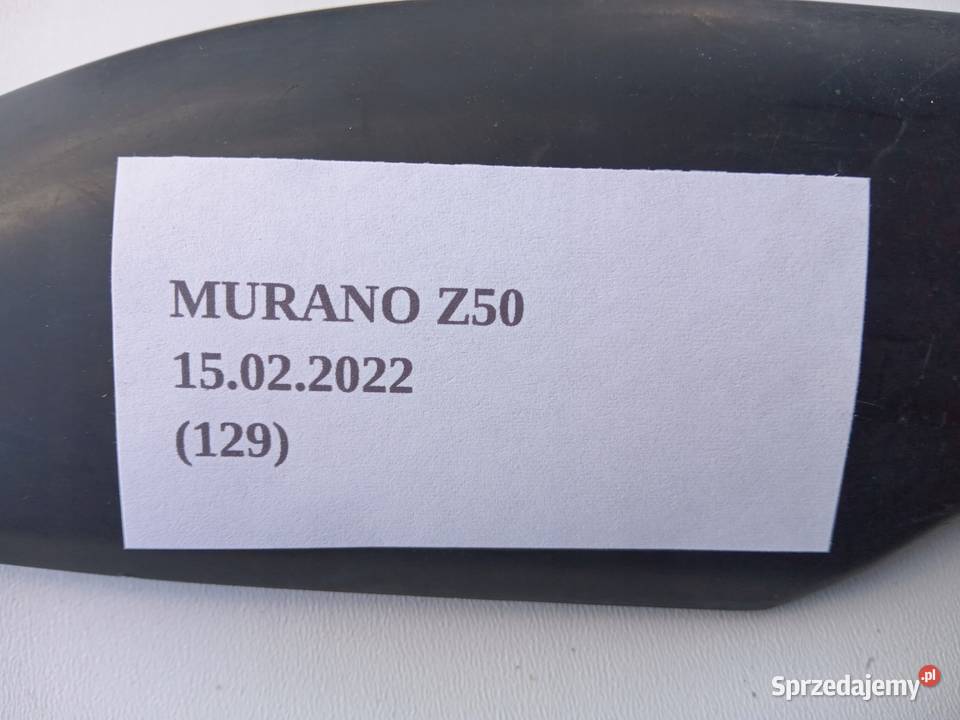 MURANO Z50
15.02.2022
(129)
Sprzedajemy.pl